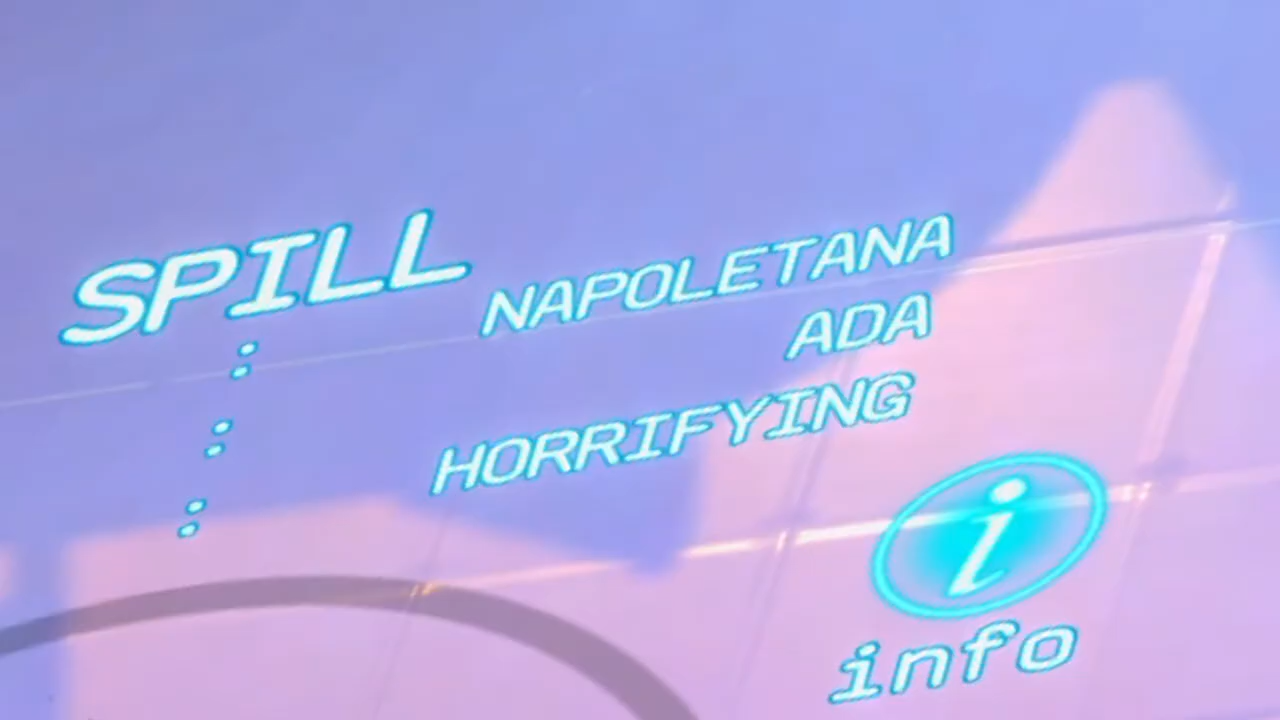 SPILL
: NAPOLETANA
: ADA
: HORRIFYING
i
info